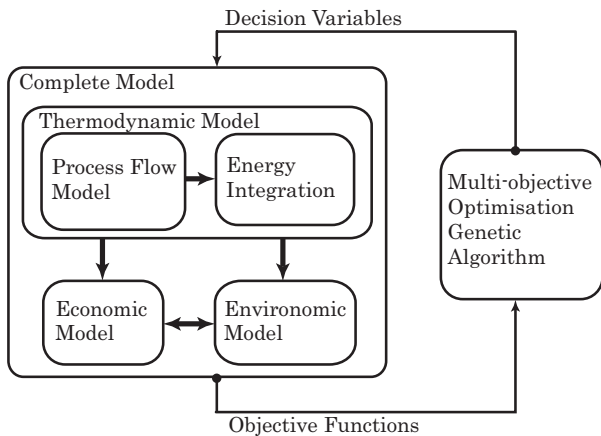 Decision Variables
Complete Model
Thermodynamic Model
Process Flow
Model
Energy
Integration
Economic
Model
Environomic
Model
Multi-objective
Optimisation
Genetic
Algorithm
Objective Functions